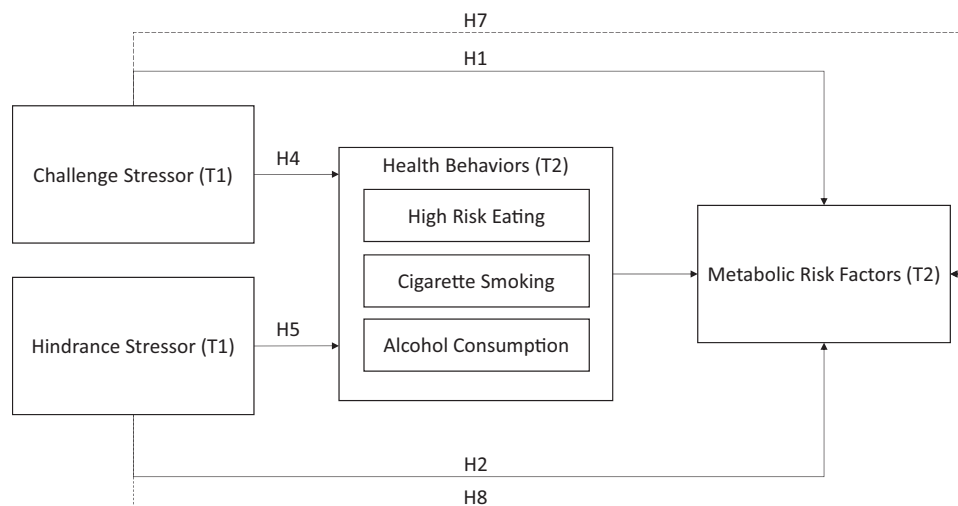 H7
H1
Challenge Stressor (T1)
H4
Health Behaviors (T2)
High Risk Eating
Cigarette Smoking
Alcohol Consumption
Metabolic Risk Factors (T2)
Hindrance Stressor (T1)
H5
H2
H8